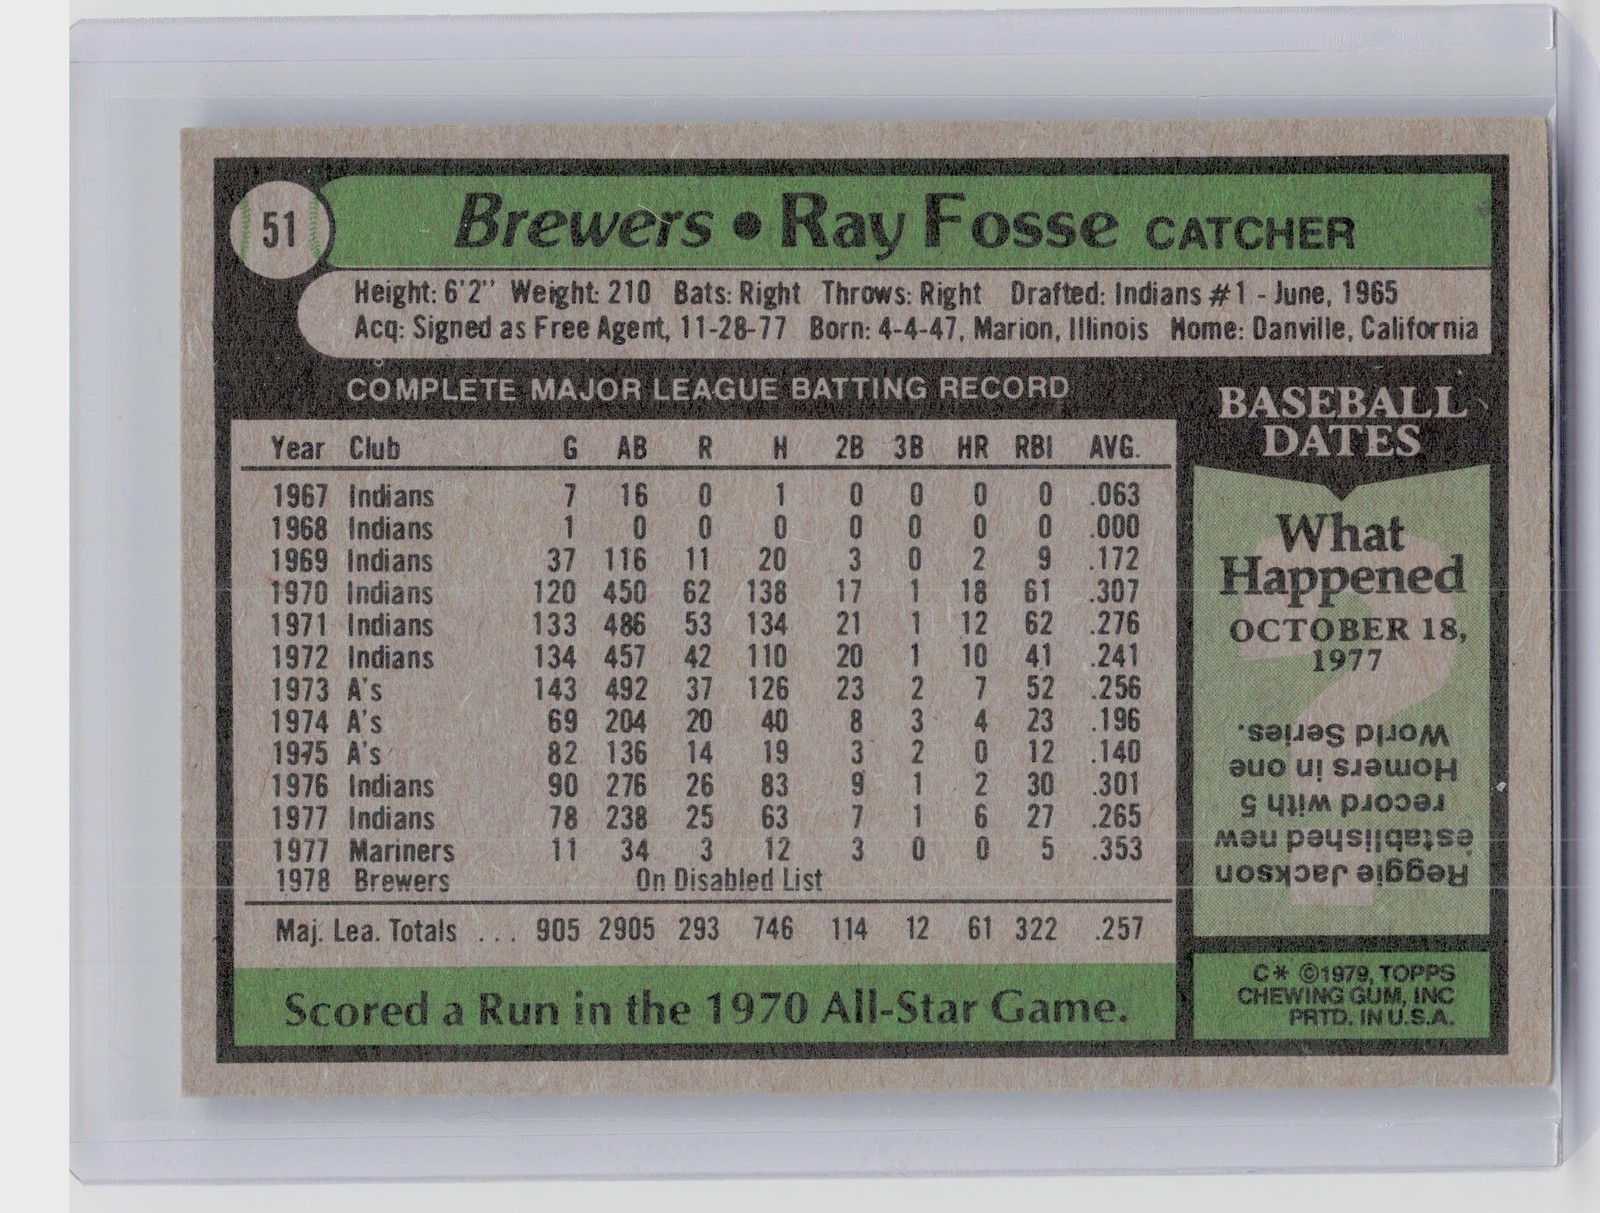 51
Brewers • Ray Fosse CATCHER
Height: 6'2" Weight: 210 Bats: Right Throws: Right Drafted: Indians #1 - June, 1965
Acq: Signed as Free Agent, 11-28-77 Born: 4-4-47, Marion, Illinois Home: Danville, California
COMPLETE MAJOR LEAGUE BATTING RECORD
Year Club G AB R H 2B 3B HR RBI AVG.
1967 Indians 7 16 0 1 0 0 0 0 .063
1968 Indians 1 0 0 0 0 0 0 0 .000
1969 Indians 37 116 11 20 3 0 2 9 .172
1970 Indians 120 450 62 138 17 1 18 61 .307
1971 Indians 133 486 53 134 21 1 12 62 .276
1972 Indians 134 457 42 110 20 1 10 41 .241
1973 A's 143 492 37 126 23 2 7 52 .256
1974 A's 69 204 20 40 8 3 4 23 .196
1975 A's 82 136 14 19 3 2 0 12 .140
1976 Indians 90 276 26 83 9 1 2 30 .301
1977 Indians 78 238 25 63 7 1 6 27 .265
1977 Mariners 11 34 3 12 3 0 0 5 .353
1978 Brewers On Disabled List
Maj. Lea. Totals ... 905 2905 293 746 114 12 61 322 .257
Scored a Run in the 1970 All-Star Game.
BASEBALL
DATES
What
Happened
OCTOBER 18,
1977
Reggie Jackson
established new
record with 5
Homers in one
World Series.
C* ©1979, TOPPS
CHEWING GUM, INC
PRTD. IN U.S.A.